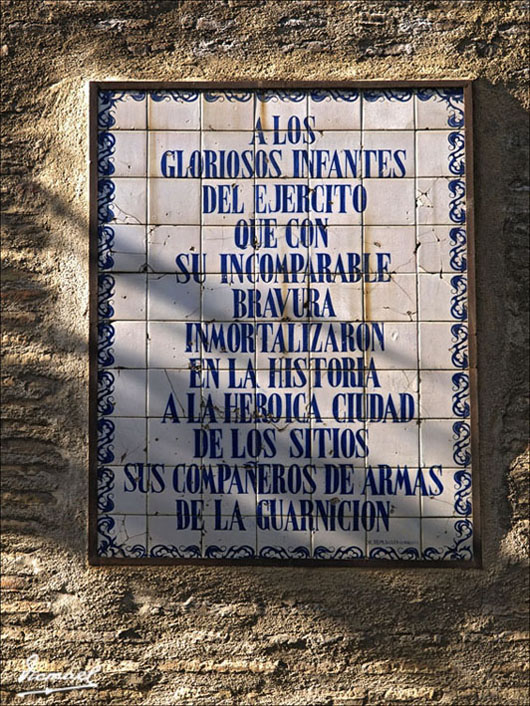 A LOS
GLORIOSOS INFANTES
DEL EJERCITO
QUE CON
SU INCOMPARABLE
BRAVURA
INMORTALIZARON
EN LA HISTORIA
A LA HEROICA CIUDAD
DE LOS SITIOS
SUS COMPAÑEROS DE ARMAS
DE LA GUARNICION